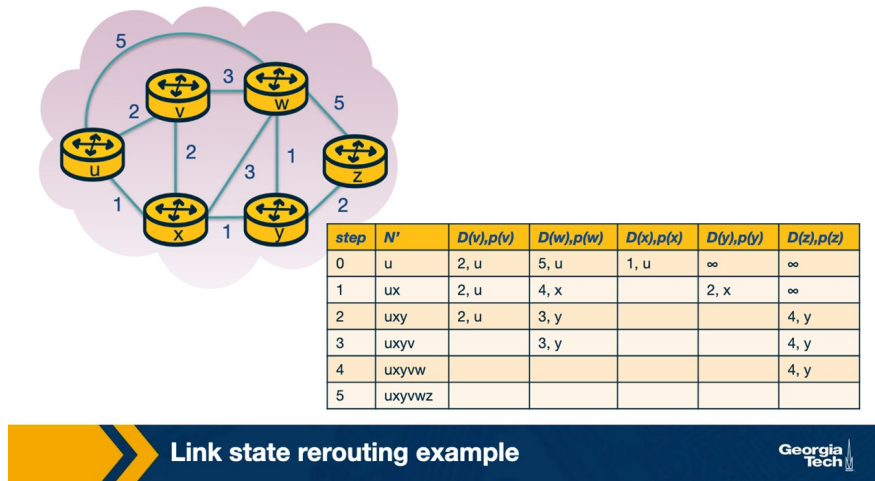 5
3
v
w
5
2
u
2
3
1
z
1
x
1
y
2
step N' D(v),p(v) D(w),p(w) D(x),p(x) D(y),p(y) D(z),p(z)
0 u 2, u 5, u 1, u ∞ ∞
1 ux 2, u 4, x 2, x ∞
2 uxy 2, u 3, y 4, y
3 uxyv 3, y 4, y
4 uxyvw 4, y
5 uxyvwz
Link state rerouting example
Georgia
Tech